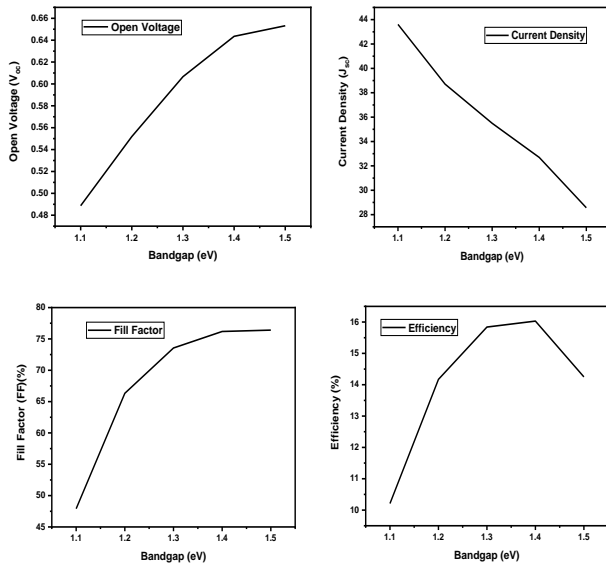 Open Voltage
Open Voltage (Voc)
0.66
0.64
0.62
0.60
0.58
0.56
0.54
0.52
0.50
0.48
1.1 1.2 1.3 1.4 1.5
Bandgap (eV)
Current Density
Current Density (Jsc)
44
42
40
38
36
34
32
30
28
1.1 1.2 1.3 1.4 1.5
Bandgap (eV)
Fill Factor
Fill Factor (FF)(%)
80
75
70
65
60
55
50
45
1.1 1.2 1.3 1.4 1.5
Bandgap (eV)
Efficiency
Efficiency (%)
16
15
14
13
12
11
10
1.1 1.2 1.3 1.4 1.5
Bandgap (eV)